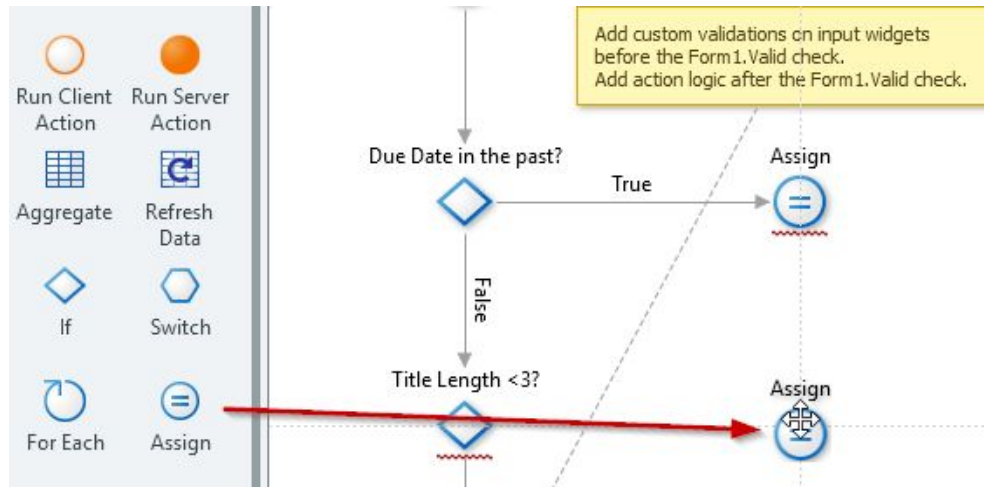 Run Client
Action
Run Server
Action
Aggregate
Refresh
Data
If
Switch
For Each
Assign
Add custom validations on input widgets
before the Form1.Valid check.
Add action logic after the Form1.Valid check.
Due Date in the past?
True
Assign
False
Title Length <3?
Assign